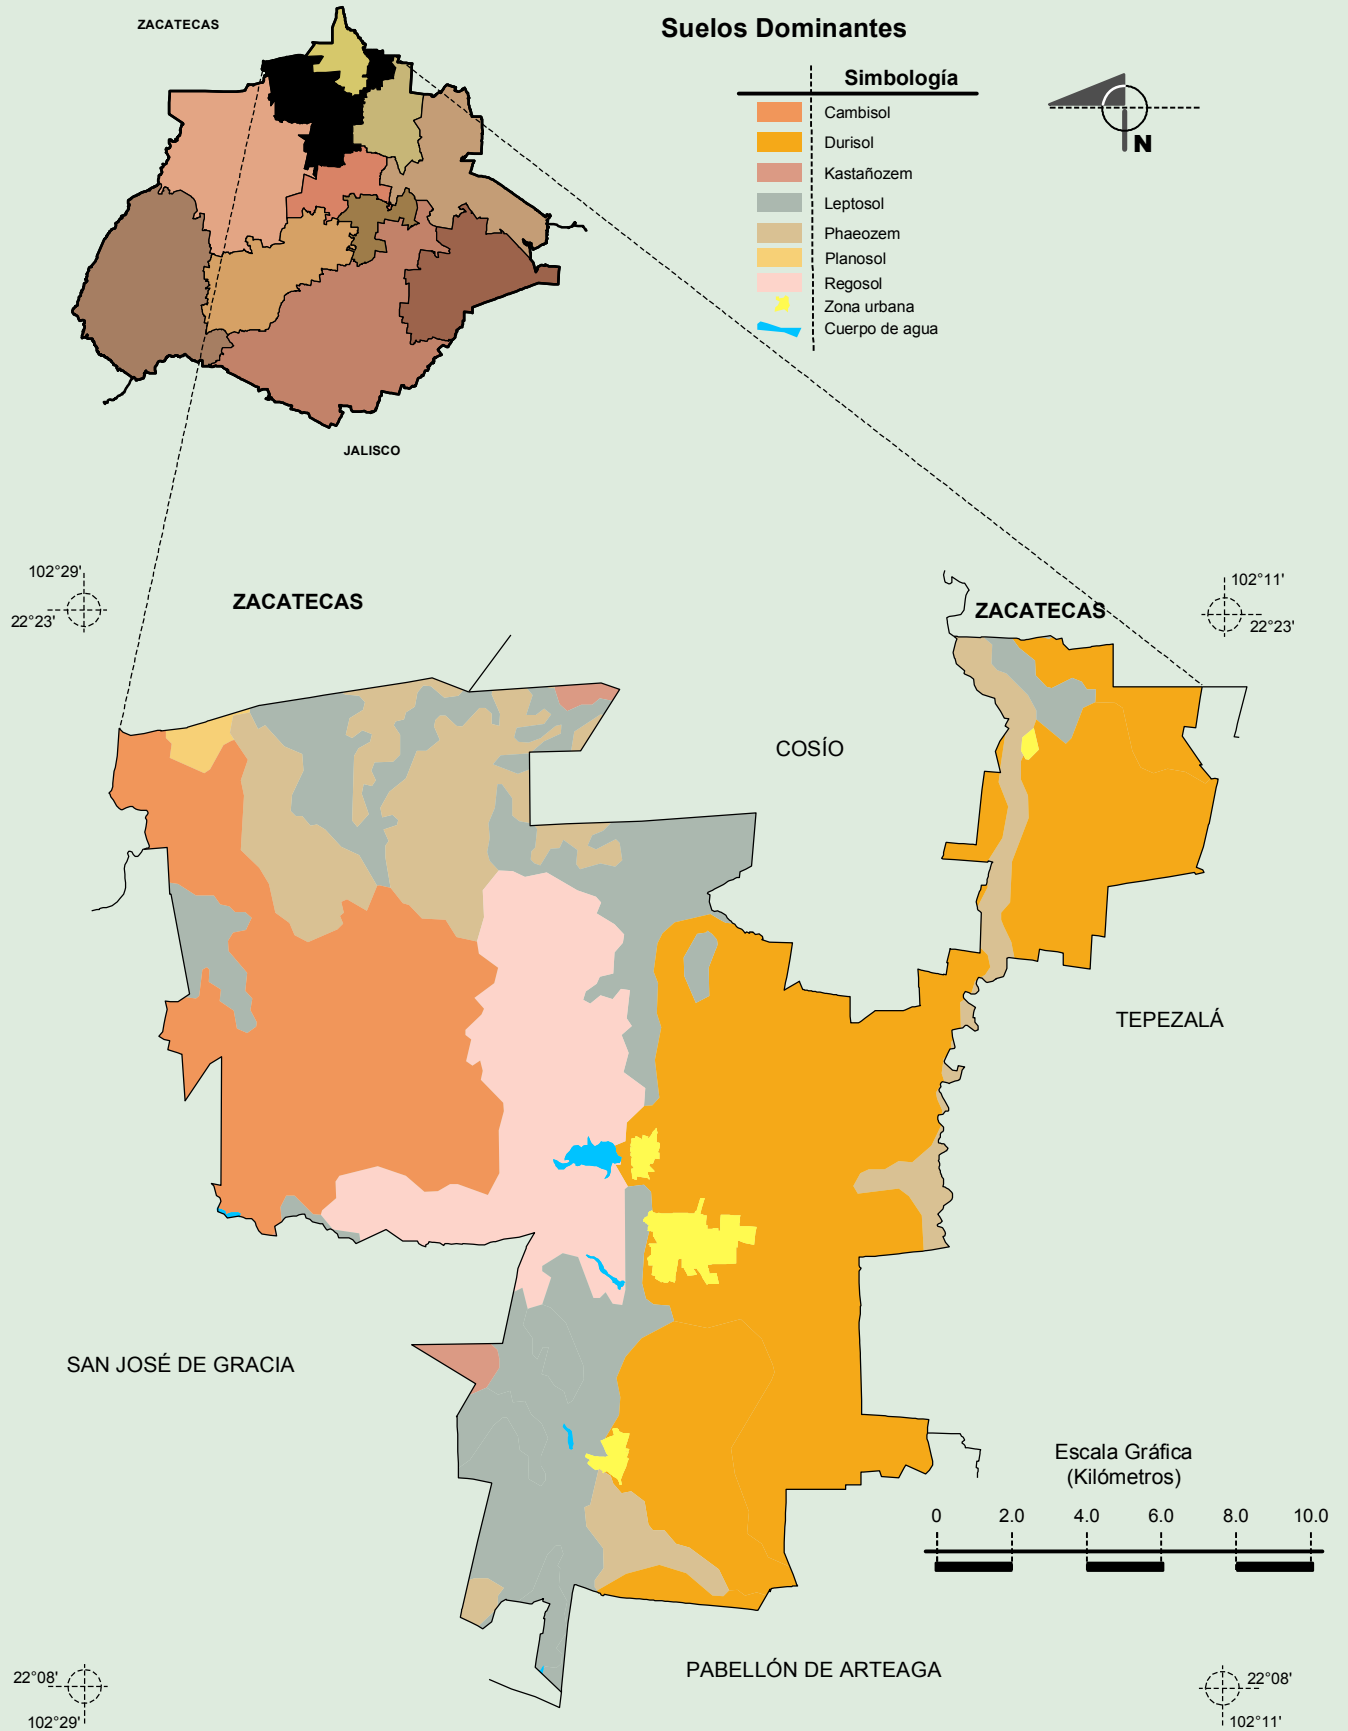 ZACATECAS
Suelos Dominantes
Simbología
Cambisol
Durisol
Kastañozem
Leptosol
Phaeozem
Planosol
Regosol
Zona urbana
Cuerpo de agua
N
JALISCO
102°29'
22°23'
ZACATECAS
ZACATECAS
102°11'
22°23'
COSÍO
TEPEZALÁ
SAN JOSÉ DE GRACIA
Escala Gráfica
(Kilómetros)
0 2.0 4.0 6.0 8.0 10.0
PABELLÓN DE ARTEAGA
22°08'
102°29'
22°08'
102°11'